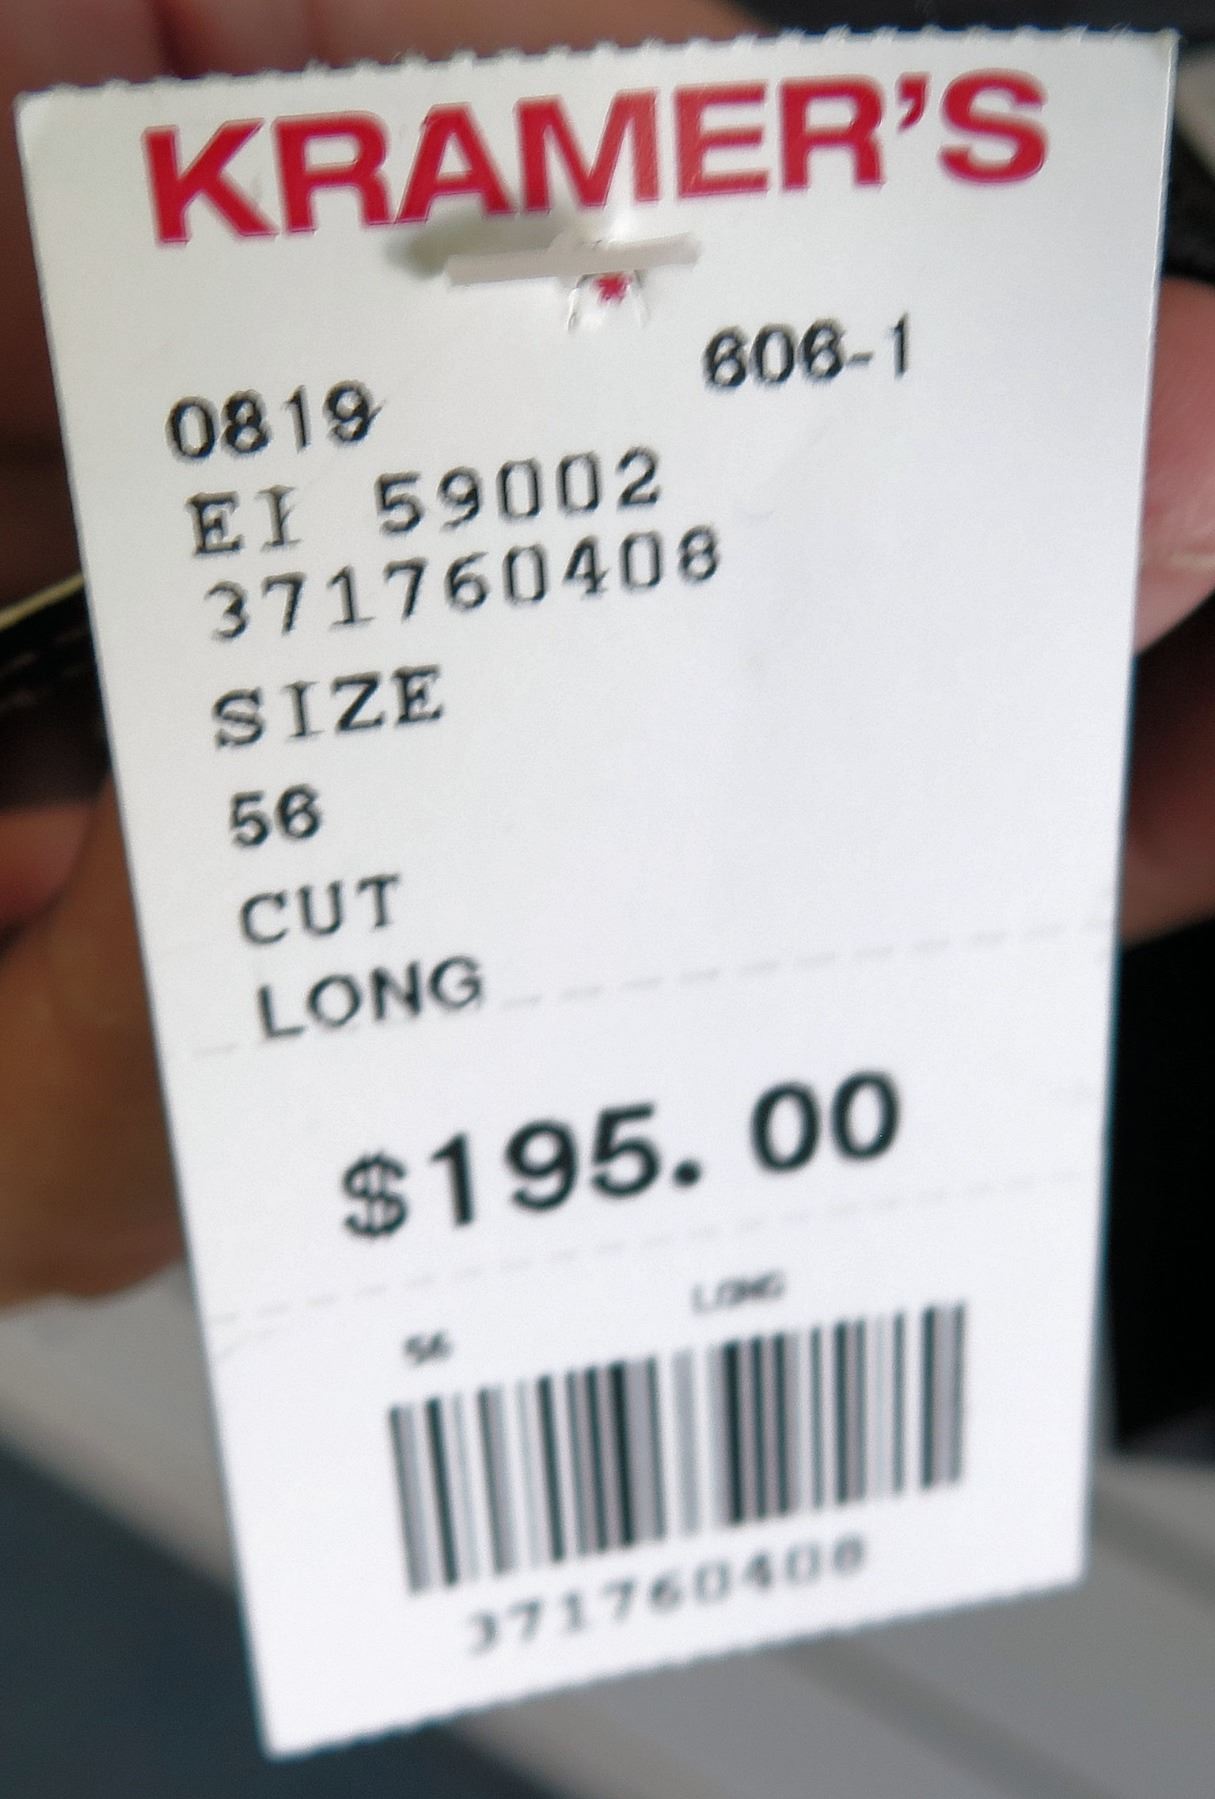 KRAMER'S
0819 606-1
EI 59002
371760408
SIZE
56
CUT
LONG
$195.00
56 LONG
371760408